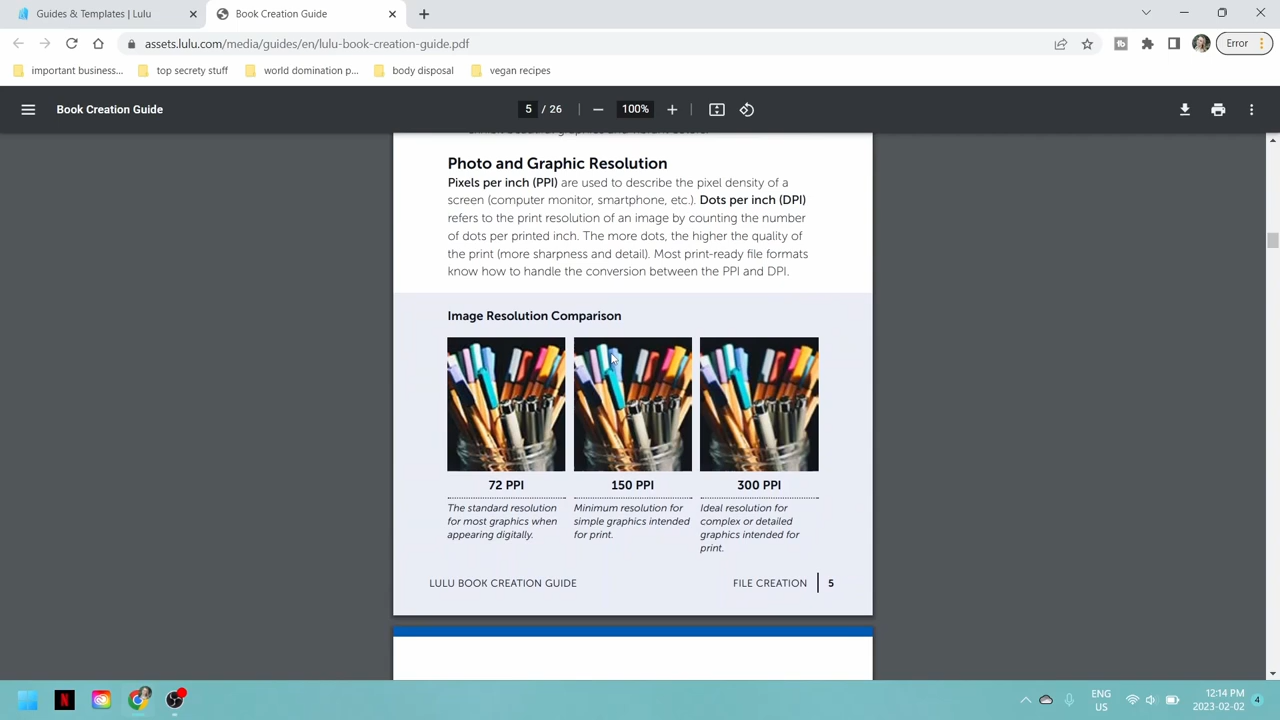 Guides & Templates | Lulu
Book Creation Guide
assets.lulu.com/media/guides/en/lulu-book-creation-guide.pdf
Error
important business...
top secrety stuff
world domination p...
body disposal
vegan recipes
Book Creation Guide
5 / 26
100%
Photo and Graphic Resolution
Pixels per inch (PPI) are used to describe the pixel density of a
screen (computer monitor, smartphone, etc.). Dots per inch (DPI)
refers to the print resolution of an image by counting the number
of dots per printed inch. The more dots, the higher the quality of
the print (more sharpness and detail). Most print-ready file formats
know how to handle the conversion between the PPI and DPI.
Image Resolution Comparison
72 PPI
The standard resolution
for most graphics when
appearing digitally.
150 PPI
Minimum resolution for
simple graphics intended
for print.
300 PPI
Ideal resolution for
complex or detailed
graphics intended for
print.
LULU BOOK CREATION GUIDE
FILE CREATION
5
N
ENG
US
12:14 PM
2023-02-02
4